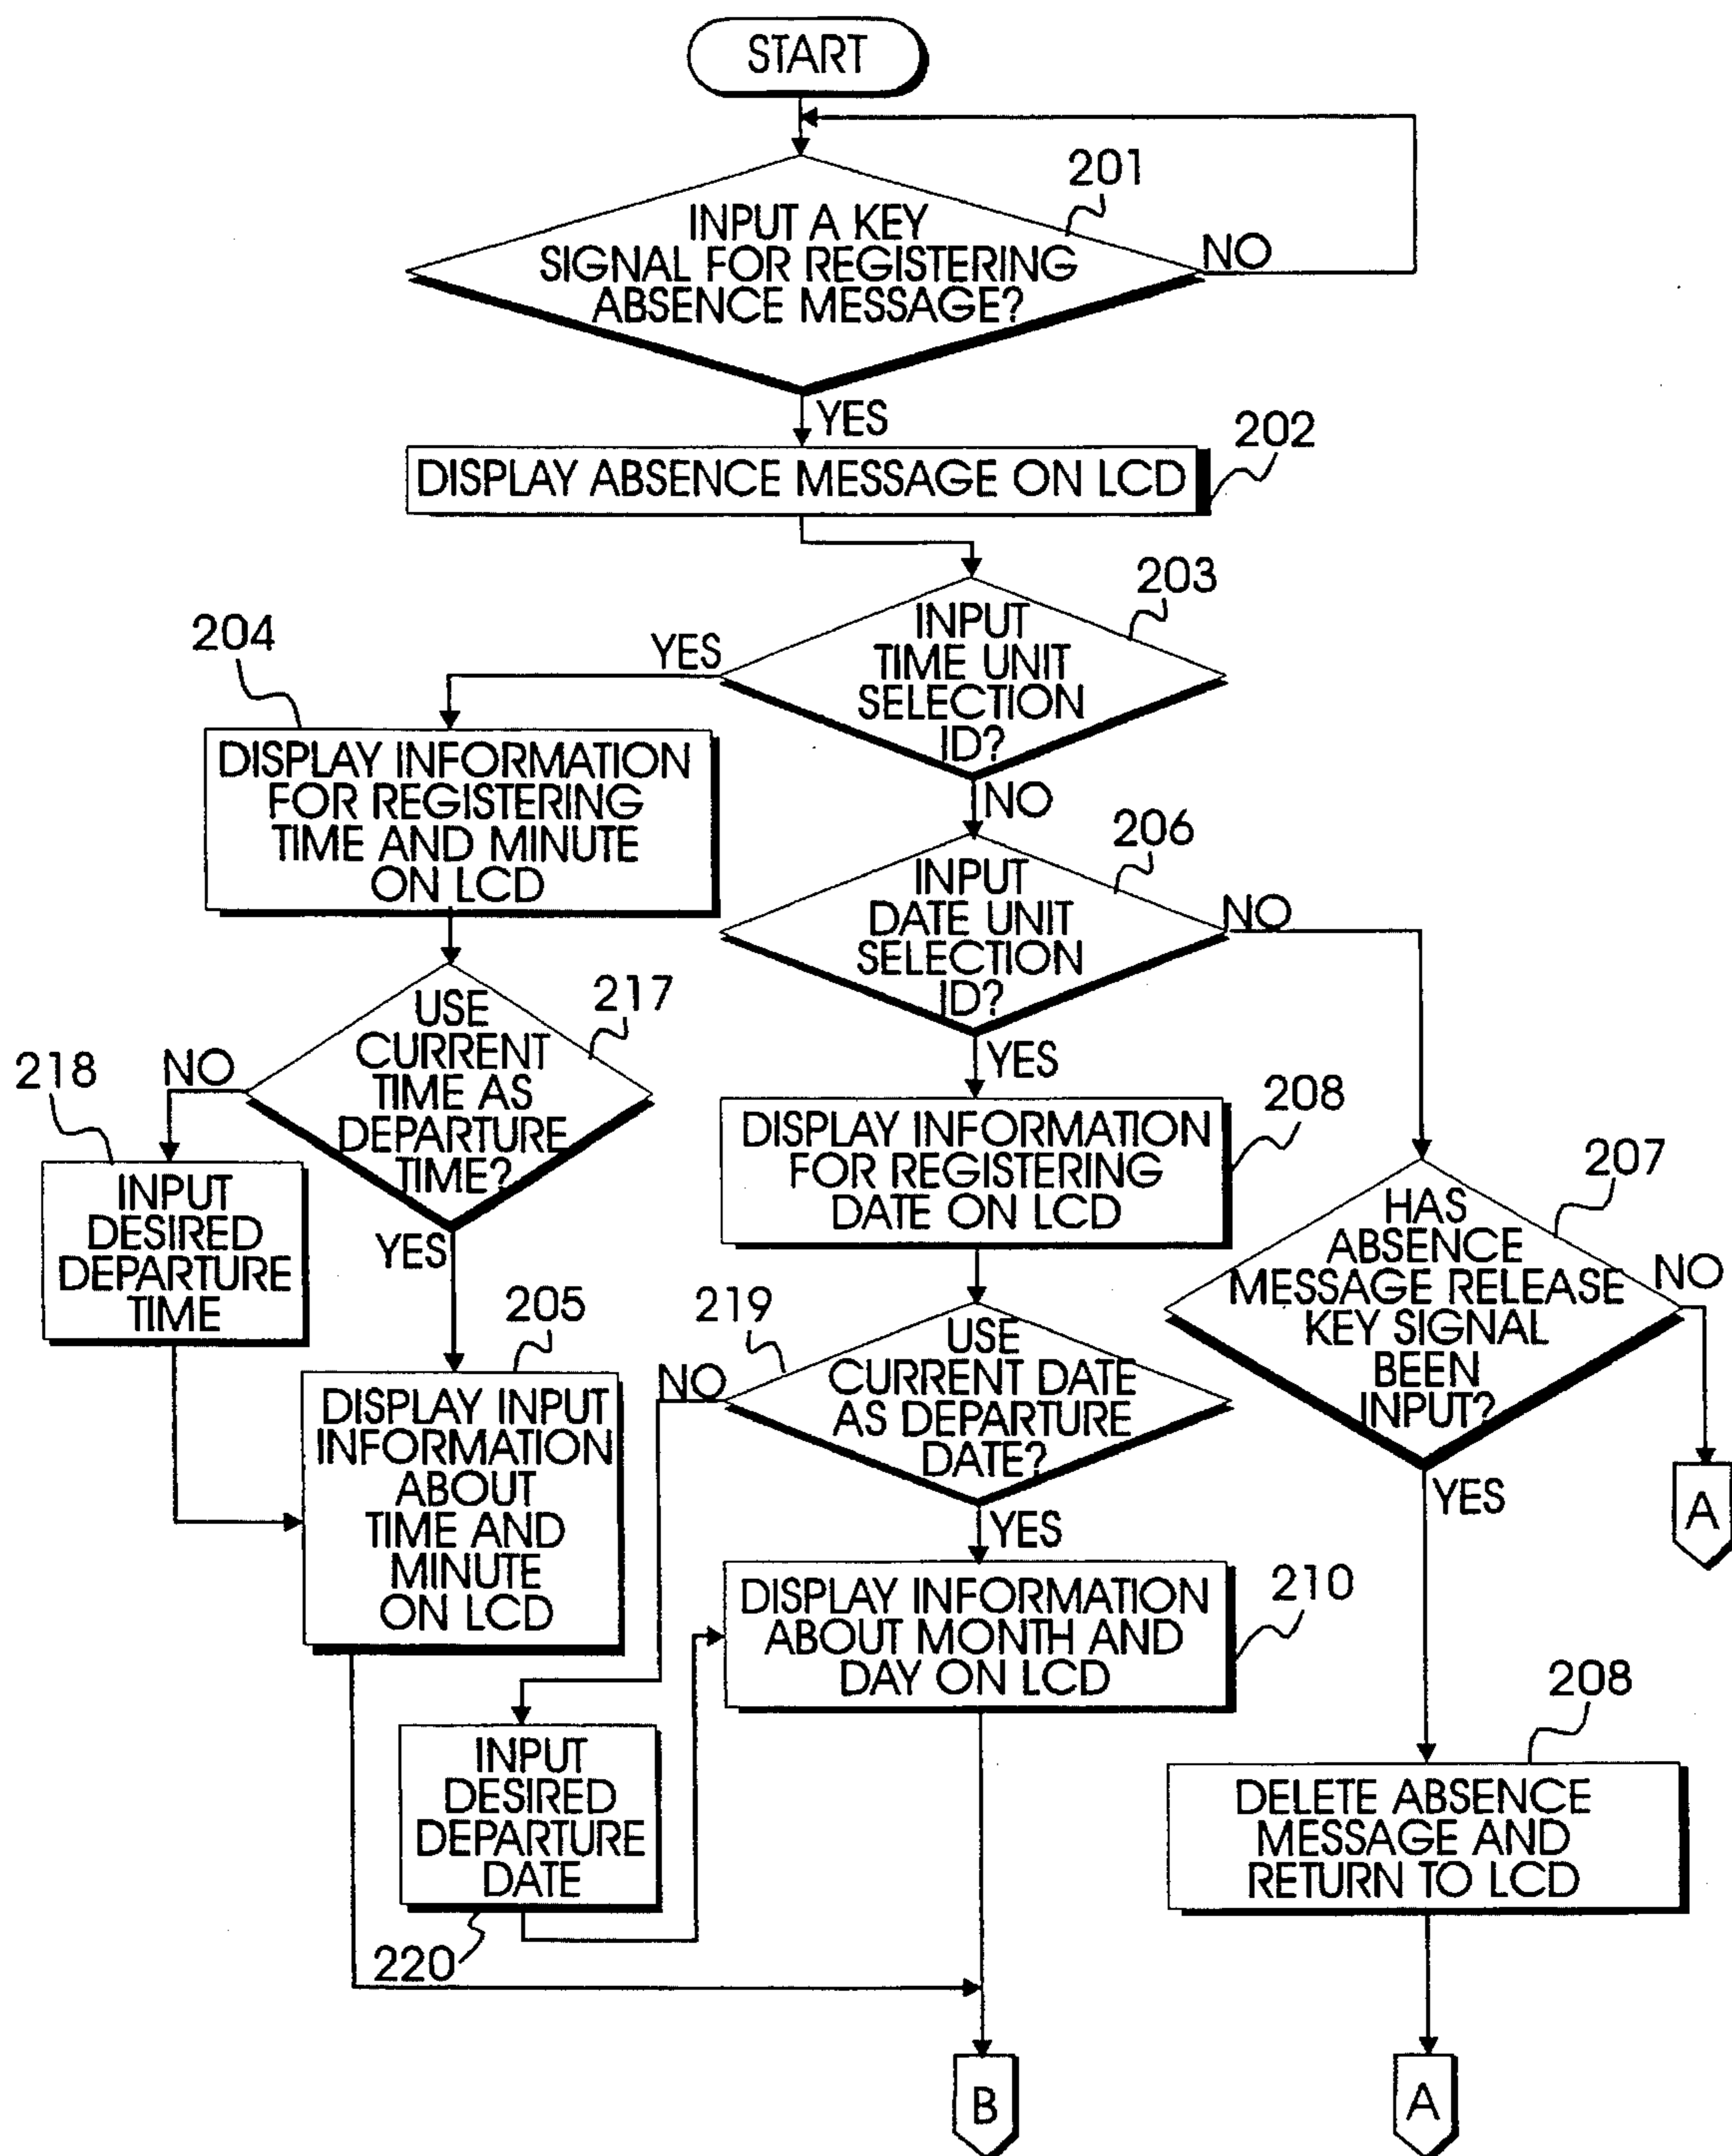 START
201
INPUT A KEY
SIGNAL FOR REGISTERING
ABSENCE MESSAGE?
NO
YES
202
DISPLAY ABSENCE MESSAGE ON LCD
203
INPUT
TIME UNIT
SELECTION
ID?
YES
NO
204
DISPLAY INFORMATION
FOR REGISTERING
TIME AND MINUTE
ON LCD
206
INPUT
DATE UNIT
SELECTION
ID?
NO
YES
217
USE
CURRENT
TIME AS
DEPARTURE
TIME?
NO
YES
218
INPUT
DESIRED
DEPARTURE
TIME
208
DISPLAY INFORMATION
FOR REGISTERING
DATE ON LCD
207
HAS
ABSENCE
MESSAGE RELEASE
KEY SIGNAL
BEEN
INPUT?
NO
YES
A
205
DISPLAY INPUT
INFORMATION
ABOUT
TIME AND
MINUTE
ON LCD
219
USE
CURRENT DATE
AS DEPARTURE
DATE?
NO
YES
210
DISPLAY INFORMATION
ABOUT MONTH AND
DAY ON LCD
INPUT
DESIRED
DEPARTURE
DATE
220
208
DELETE ABSENCE
MESSAGE AND
RETURN TO LCD
B
A